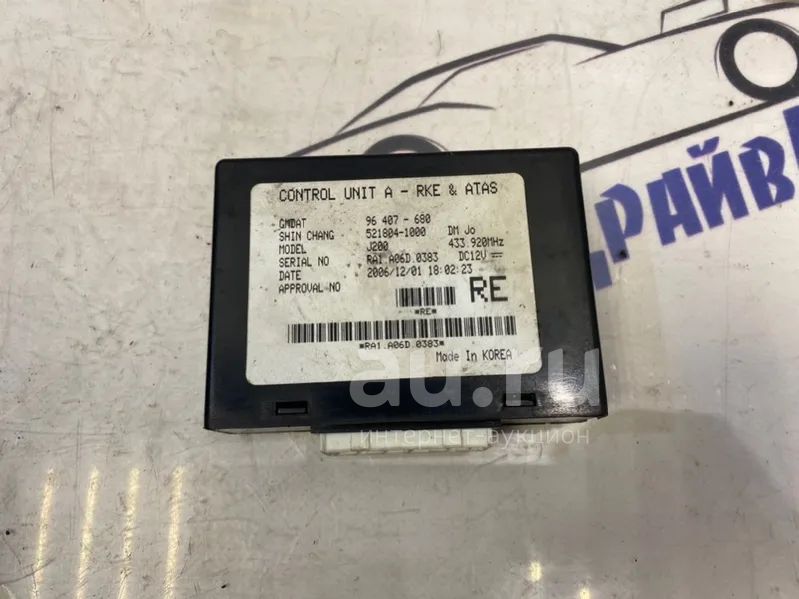 CONTROL UNIT A - RKE & ATAS
GMDAT 96 407 - 680
SHIN CHANG 521804-1000 DM Jo
MODEL J200 433.920MHz
SERIAL NO RA1.A06D.0383 DC12V
DATE 2006/12/01 18:02:23
APPROVAL NO
RE
*RE*
*RA1.A06D.0383*
Made In KOREA
au.ru
интернет-аукцион
ДРАЙВ